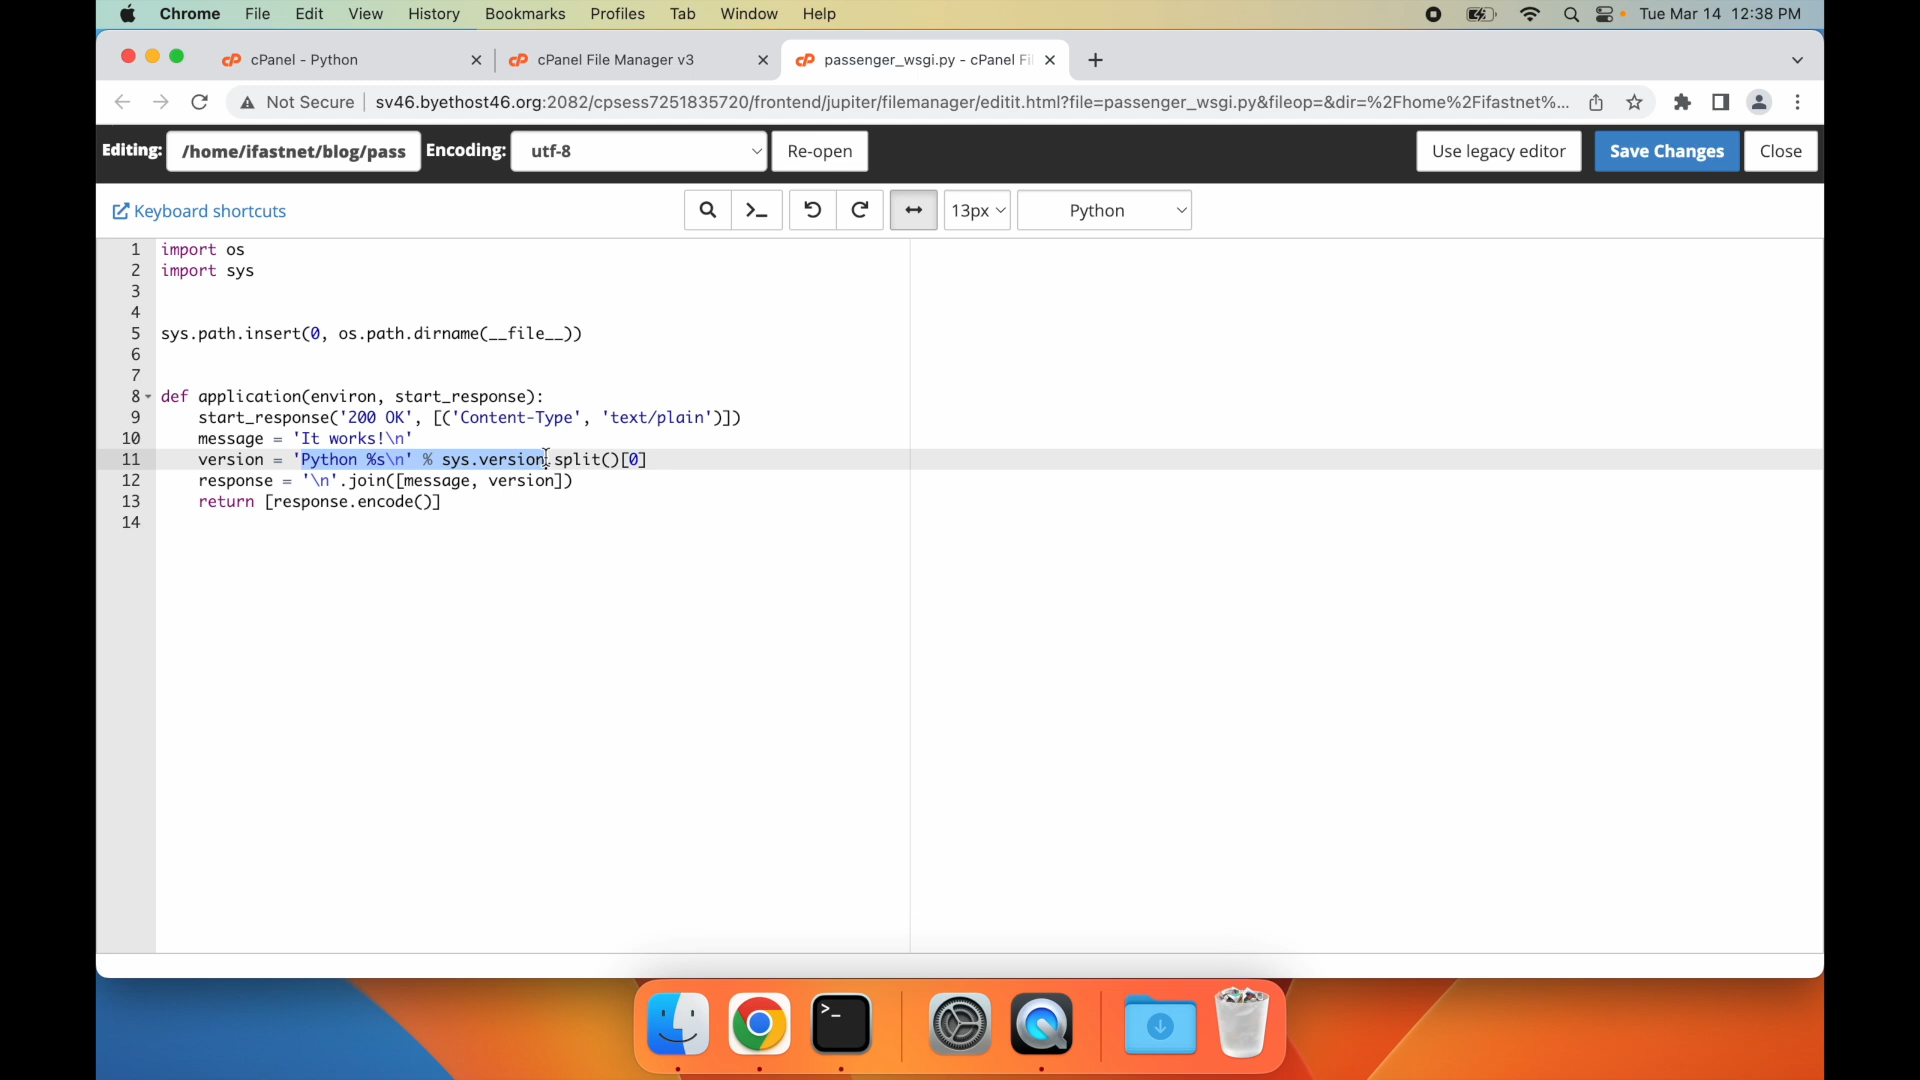 Chrome File Edit View History Bookmarks Profiles Tab Window Help Tue Mar 14 12:38 PM
cPanel - Python cPanel File Manager v3 passenger_wsgi.py - cPanel Fi
Not Secure sv46.byethost46.org:2082/cpsess7251835720/frontend/jupiter/filemanager/editit.html?file=passenger_wsgi.py&fileop=&dir=%2Fhome%2Fifastnet%...
Editing: /home/ifastnet/blog/pass Encoding: utf-8 Re-open Use legacy editor Save Changes Close
Keyboard shortcuts >_ 13px Python
1 import os
2 import sys
3
4
5 sys.path.insert(0, os.path.dirname(__file__))
6
7
8 def application(environ, start_response):
9 start_response('200 OK', [('Content-Type', 'text/plain')])
10 message = 'It works!\n'
11 version = 'Python %s\n' % sys.version.split()[0]
12 response = '\n'.join([message, version])
13 return [response.encode()]
14